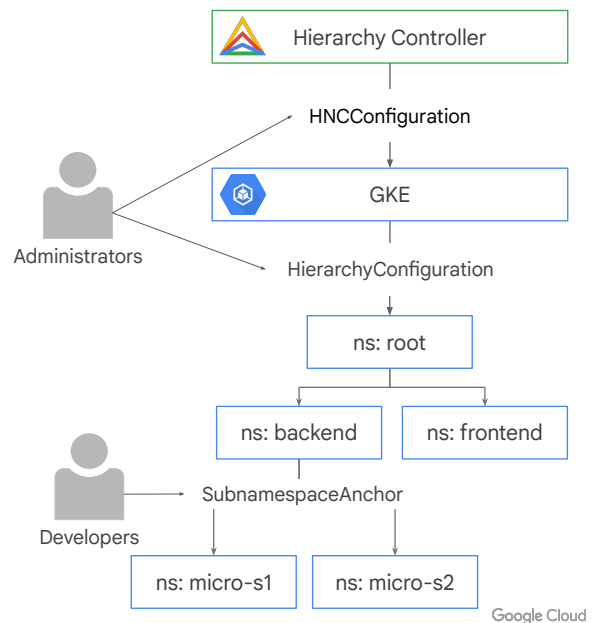 Hierarchy Controller
HNCConfiguration
GKE
Administrators
HierarchyConfiguration
ns: root
ns: backend
ns: frontend
SubnamespaceAnchor
Developers
ns: micro-s1
ns: micro-s2
Google Cloud